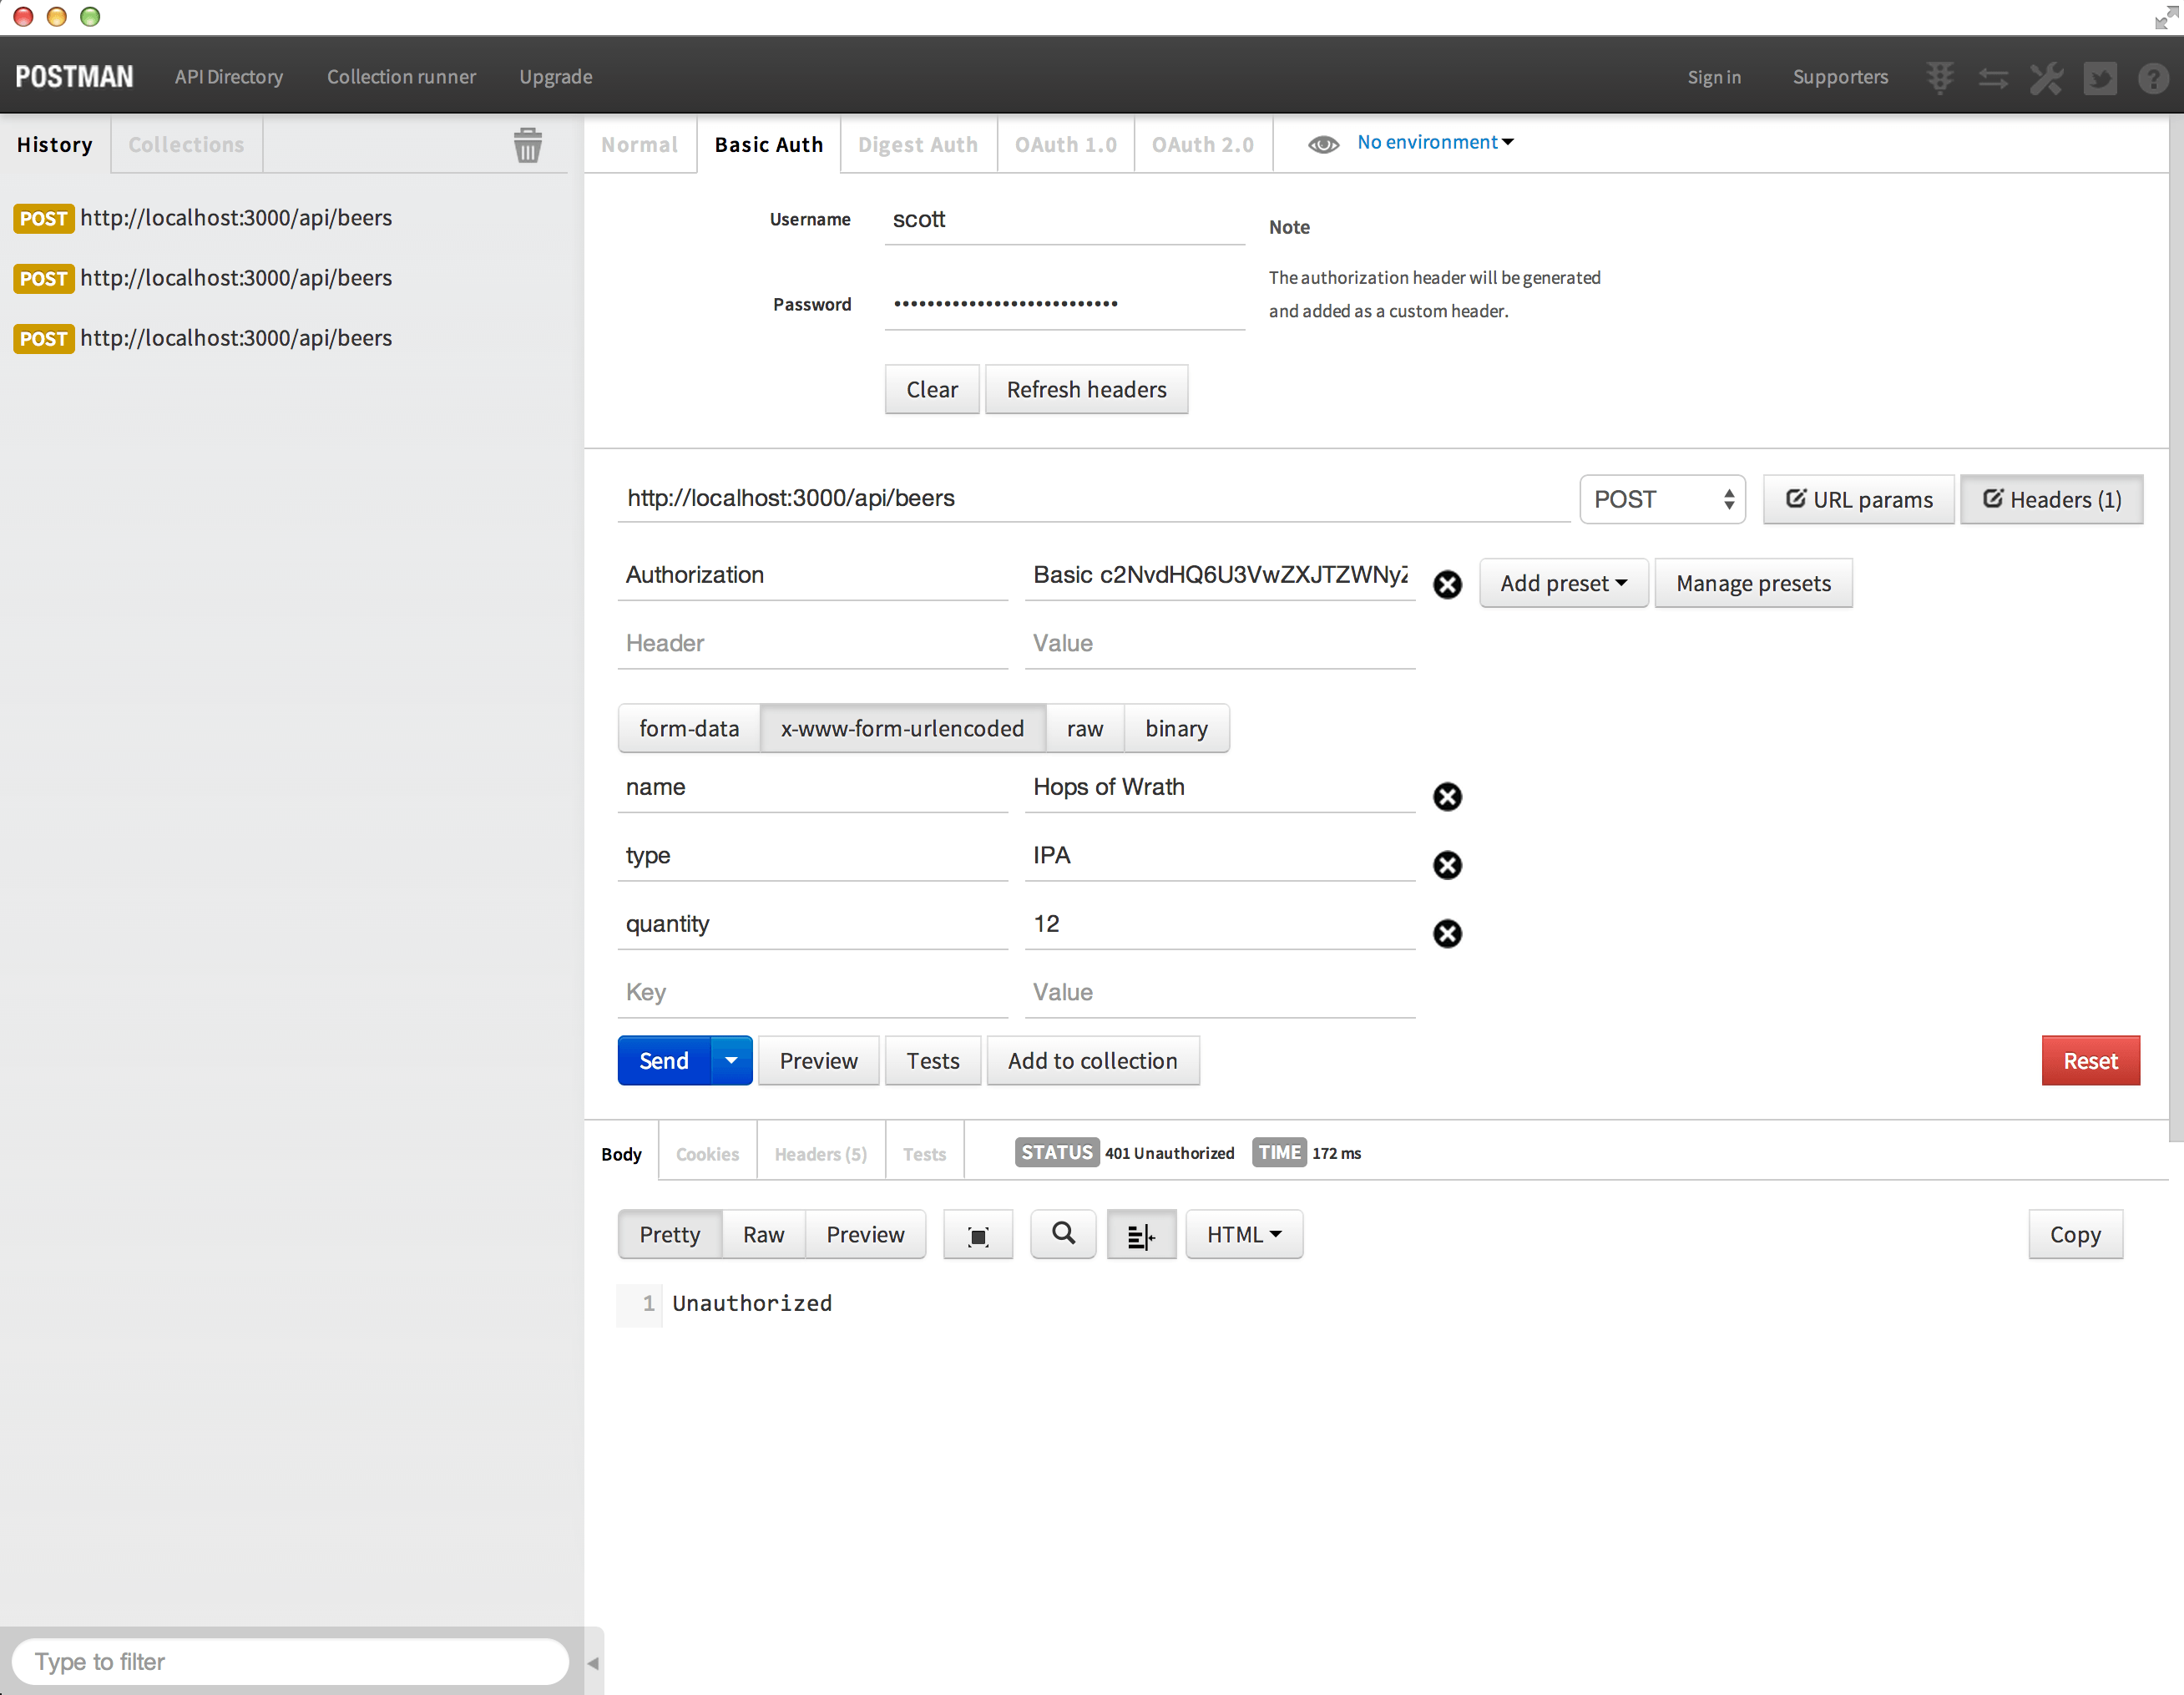 POSTMAN API Directory Collection runner Upgrade Sign in Supporters
History Collections
POST http://localhost:3000/api/beers
POST http://localhost:3000/api/beers
POST http://localhost:3000/api/beers
Type to filter
Normal Basic Auth Digest Auth OAuth 1.0 OAuth 2.0 No environment
Username scott
Note
The authorization header will be generated
and added as a custom header.
Password •••••••••••••••••••••••••••
Clear Refresh headers
http://localhost:3000/api/beers POST URL params Headers (1)
Authorization Basic c2NvdHQ6U3VwZXJTZWNyZ Add preset Manage presets
Header Value
form-data x-www-form-urlencoded raw binary
name Hops of Wrath
type IPA
quantity 12
Key Value
Send Preview Tests Add to collection Reset
Body Cookies Headers (5) Tests STATUS 401 Unauthorized TIME 172 ms
Pretty Raw Preview HTML Copy
1 Unauthorized